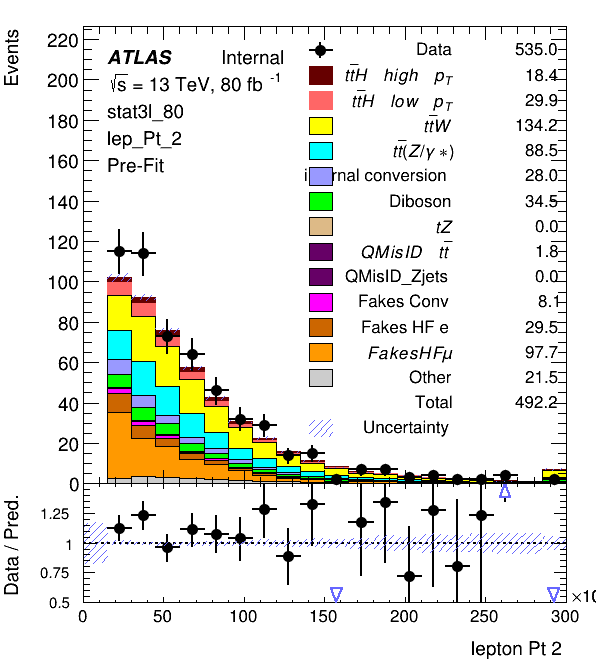 Events
220
200
180
160
140
120
100
80
60
40
20
0
ATLAS Internal
√s = 13 TeV, 80 fb -1
stat3l_80
lep_Pt_2
Pre-Fit
Data 535.0
tt̄H high pT 18.4
tt̄H low pT 29.9
tt̄W 134.2
tt̄(Z/γ*) 88.5
conversion 28.0
Diboson 34.5
tZ 0.0
QMisID tt̄ 1.8
QMisID_Zjets 0.0
Fakes Conv 8.1
Fakes HF e 29.5
FakesHFμ 97.7
Other 21.5
Total 492.2
Uncertainty
Data / Pred.
1.25
1
0.75
0.5
0 50 100 150 200 250 300
×10
lepton Pt 2